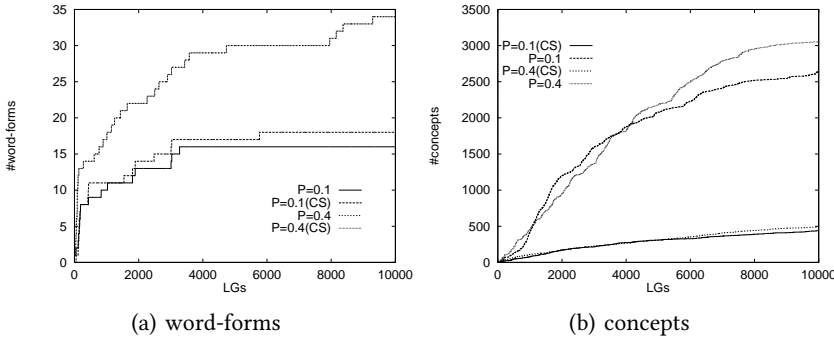 35
30
25
20
15
10
5
0
#word-forms
P=0.1
P=0.1(CS)
P=0.4
P=0.4(CS)
0 2000 4000 6000 8000 10000
LGs
(a) word-forms
3500
3000
2500
2000
1500
1000
500
0
#concepts
P=0.1(CS)
P=0.1
P=0.4(CS)
P=0.4
0 2000 4000 6000 8000 10000
LGs
(b) concepts